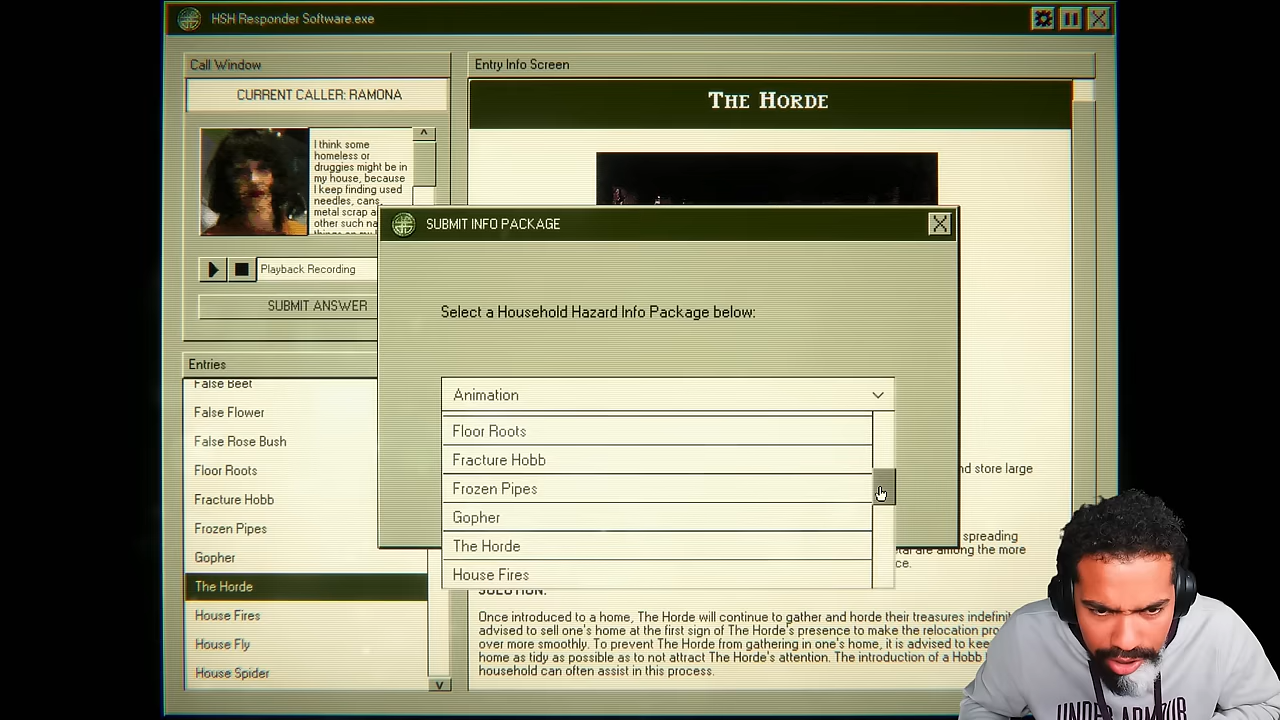 HSH Responder Software.exe
Call Window
CURRENT CALLER: RAMONA
I think some
homeless or
druggies might be in
my house, because
I keep finding used
needles, cans,
metal scrap a
other such na
Playback Recording
SUBMIT ANSWER
Entries
False Beet
False Flower
False Rose Bush
Floor Roots
Fracture Hobb
Frozen Pipes
Gopher
The Horde
House Fires
House Fly
House Spider
Entry Info Screen
THE HORDE
SUBMIT INFO PACKAGE
Select a Household Hazard Info Package below:
Animation
Floor Roots
Fracture Hobb
Frozen Pipes
Gopher
The Horde
House Fires
nd store large
spreading
etal are among the more
ce.
SOLUTION:
Once introduced to a home, The Horde will continue to gather and horde their treasures indefinit
advised to sell one's home at the first sign of The Horde's presence to make the relocation pro
over more smoothly. To prevent The Horde from gathering in one's home, it is advised to kee
home as tidy as possible as to not attract The Horde's attention. The introduction of a Hobb
household can often assist in this process.
UNDER ARMOUR